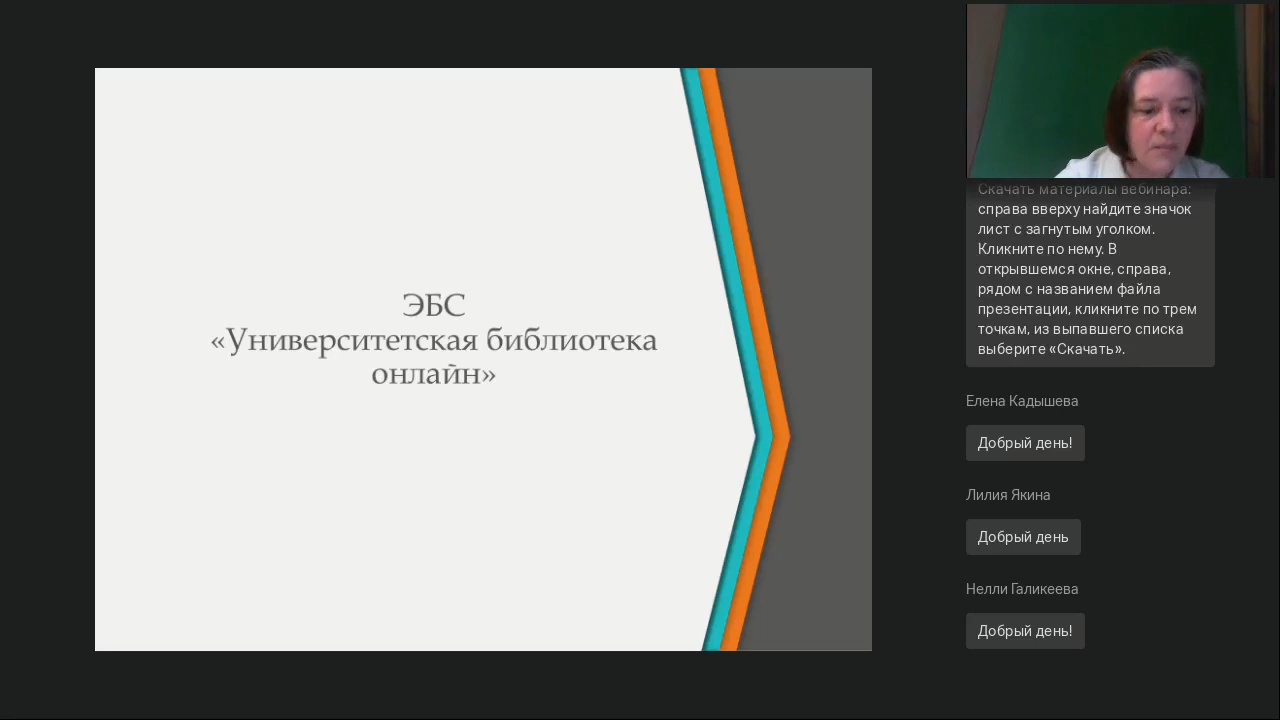 ЭБС
«Университетская библиотека
онлайн»
Скачать материалы вебинара:
справа вверху найдите значок
лист с загнутым уголком.
Кликните по нему. В
открывшемся окне, справа,
рядом с названием файла
презентации, кликните по трем
точкам, из выпавшего списка
выберите «Скачать».
Елена Кадышева
Добрый день!
Лилия Якина
Добрый день
Нелли Галикеева
Добрый день!